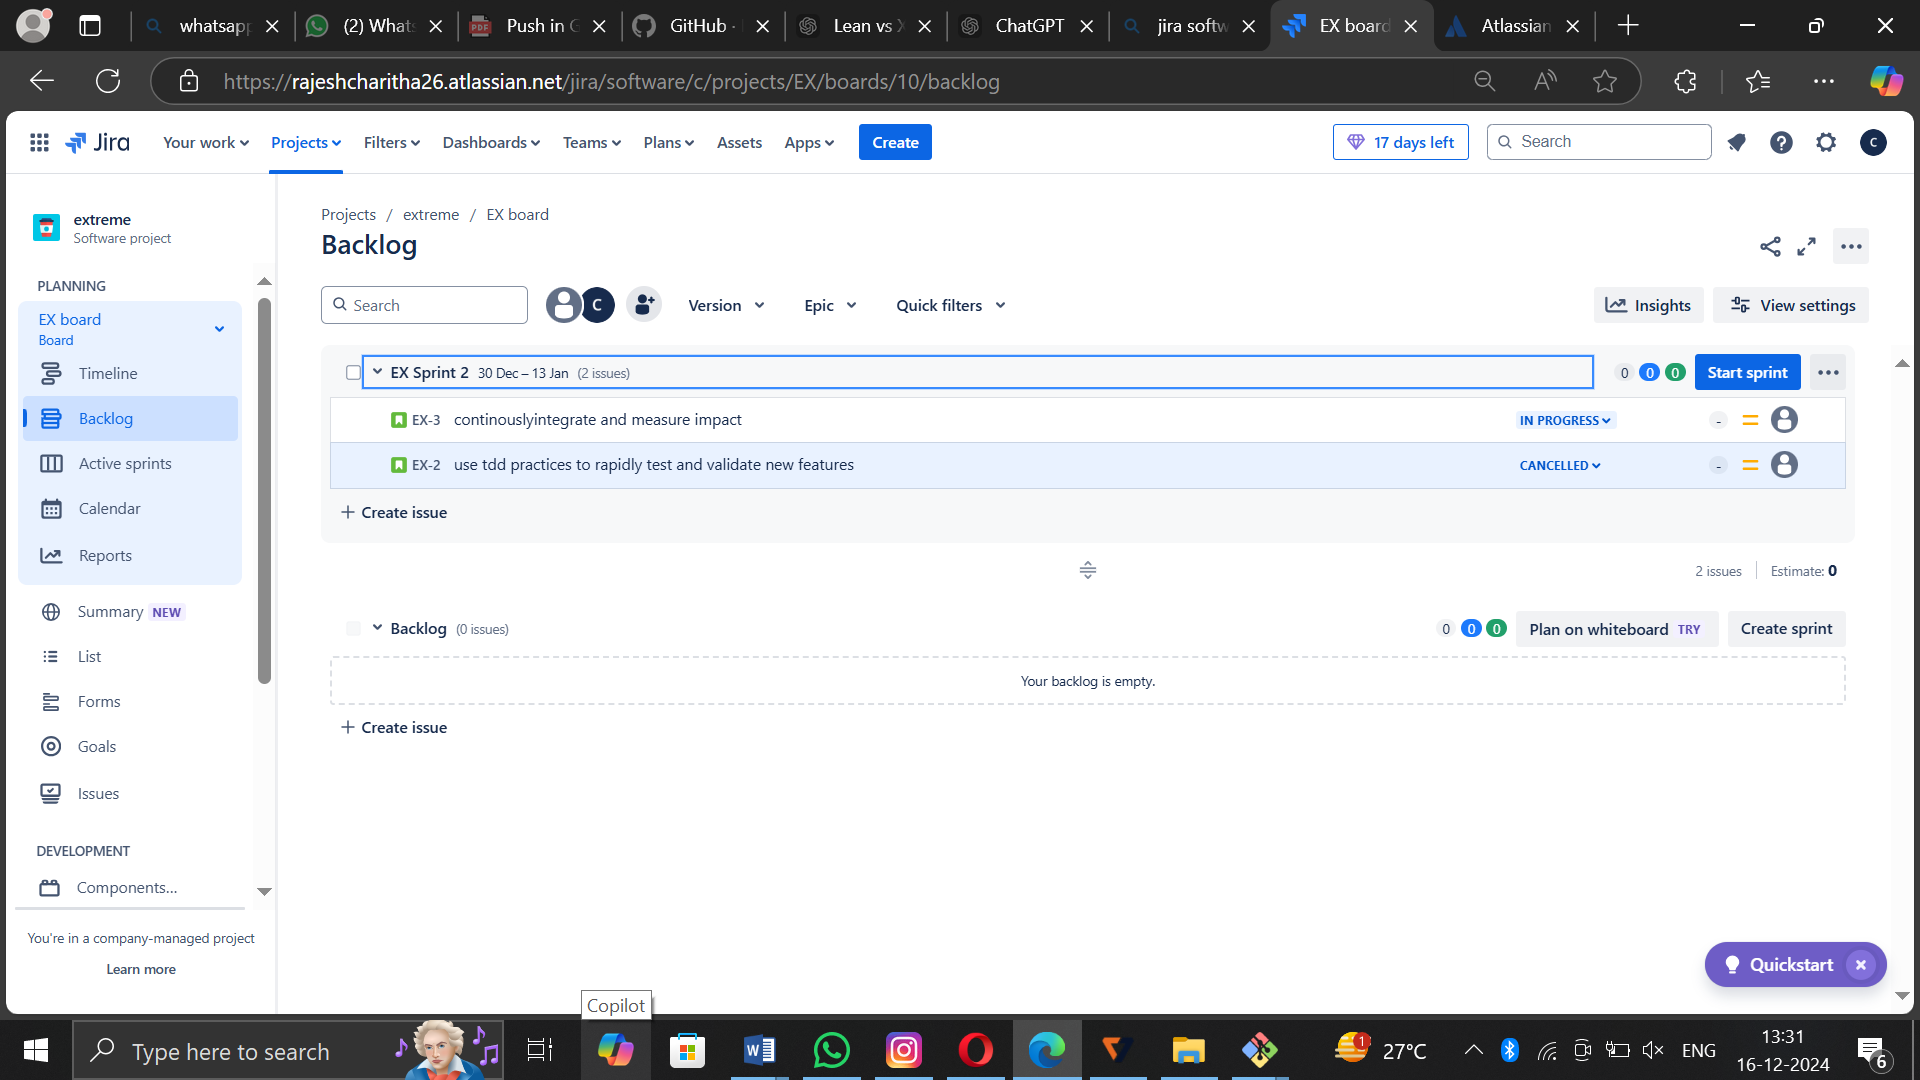 whatsapp
(2) Whats
PDF
Push in G
GitHub ·
Lean vs X
ChatGPT
jira softw
EX board
Atlassian
https://rajeshcharitha26.atlassian.net/jira/software/c/projects/EX/boards/10/backlog
Jira
Your work
Projects
Filters
Dashboards
Teams
Plans
Assets
Apps
Create
17 days left
Search
C
extreme
Software project
PLANNING
EX board
Board
Timeline
Backlog
Active sprints
Calendar
Reports
Summary NEW
List
Forms
Goals
Issues
DEVELOPMENT
Components...
You're in a company-managed project
Learn more
Projects / extreme / EX board
Backlog
Search
C
Version
Epic
Quick filters
Insights
View settings
EX Sprint 2 30 Dec – 13 Jan (2 issues)
0 0 0
Start sprint
EX-3 continouslyintegrate and measure impact IN PROGRESS -
EX-2 use tdd practices to rapidly test and validate new features CANCELLED -
+ Create issue
2 issues Estimate: 0
Backlog (0 issues)
0 0 0
Plan on whiteboard TRY
Create sprint
Your backlog is empty.
+ Create issue
Quickstart
Copilot
Type here to search
W
1
27°C
ENG
13:31
16-12-2024
6